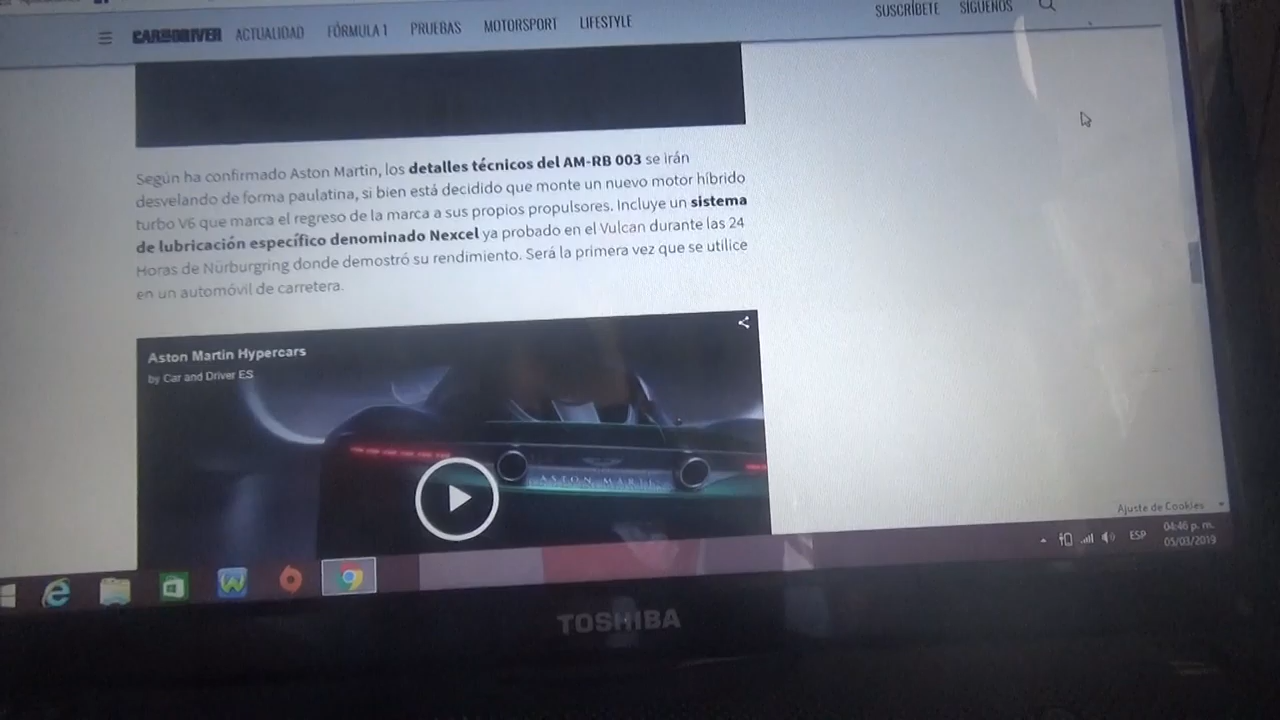 SUSCRÍBETE SÍGUENOS
CAR AND DRIVER ACTUALIDAD FÓRMULA 1 PRUEBAS MOTORSPORT LIFESTYLE
Según ha confirmado Aston Martin, los detalles técnicos del AM-RB 003 se irán
desvelando de forma paulatina, si bien está decidido que monte un nuevo motor híbrido
turbo V6 que marca el regreso de la marca a sus propios propulsores. Incluye un sistema
de lubricación específico denominado Nexcel ya probado en el Vulcan durante las 24
Horas de Nürburgring donde demostró su rendimiento. Será la primera vez que se utilice
en un automóvil de carretera.
Aston Martin Hypercars
by Car and Driver ES
ASTON MARTI
Ajuste de Cookies
ESP
04:46 p. m.
05/03/2019
TOSHIBA